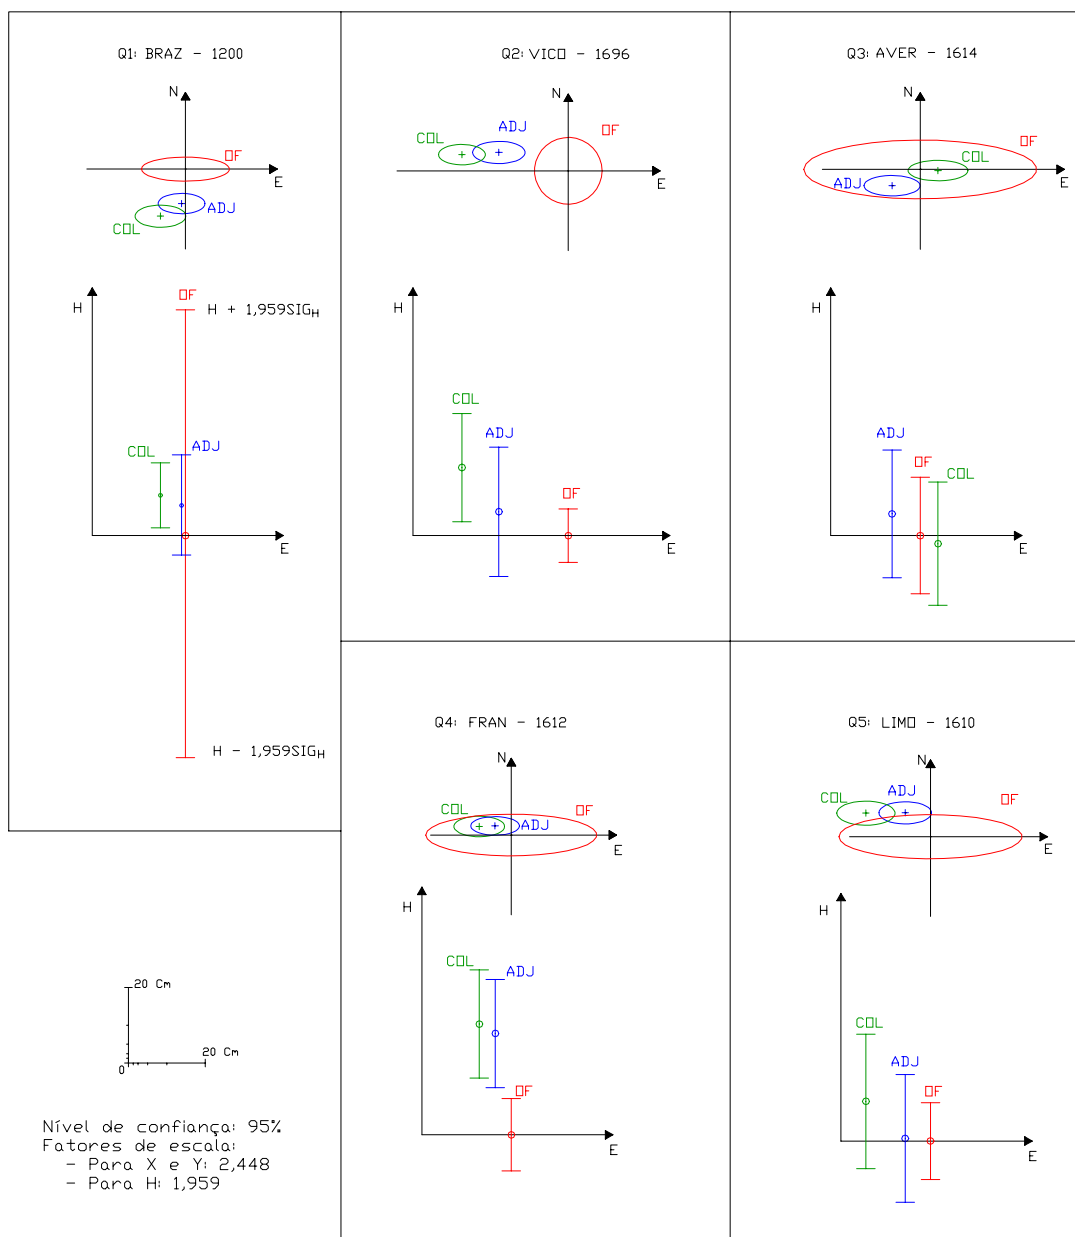 Q1: BRAZ - 1200
N
OF
E
ADJ
COL
H
OF
H + 1,959SIGH
COL
ADJ
E
H - 1,959SIGH
Q2: VICO - 1696
N
COL
ADJ
OF
E
H
COL
ADJ
OF
E
Q3: AVER - 1614
N
OF
COL
ADJ
E
H
ADJ
OF
COL
E
Q4: FRAN - 1612
N
COL
OF
ADJ
E
H
COL
ADJ
OF
E
Q5: LIMO - 1610
N
COL
ADJ
OF
E
H
COL
ADJ
OF
E
20 Cm
20 Cm
0
Nível de confiança: 95%
Fatores de escala:
- Para X e Y: 2,448
- Para H: 1,959